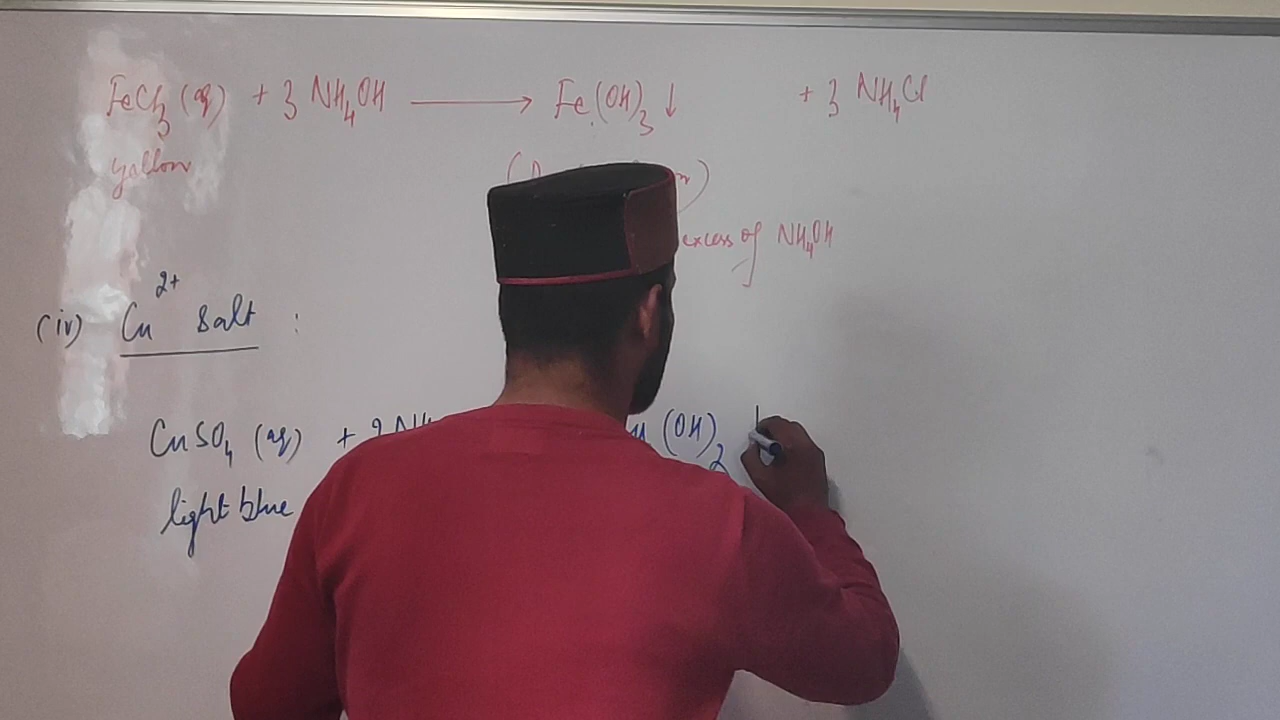 FeCl₃ (aq) + 3 NH₄OH ⟶ Fe(OH)₃ ↓ + 3 NH₄Cl
yellow
excess of NH₄OH
(iv) Cu²⁺ salt :
CuSO₄ (aq) + 2 (OH)₂
light blue